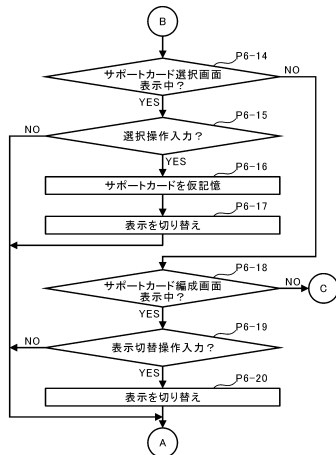 B
P6-14
サポートカード選択画面
表示中？
NO
YES
P6-15
NO
選択操作入力？
YES
P6-16
サポートカードを仮記憶
P6-17
表示を切り替え
P6-18
サポートカード編成画面
表示中？
NO
C
YES
P6-19
NO
表示切替操作入力？
YES
P6-20
表示を切り替え
A